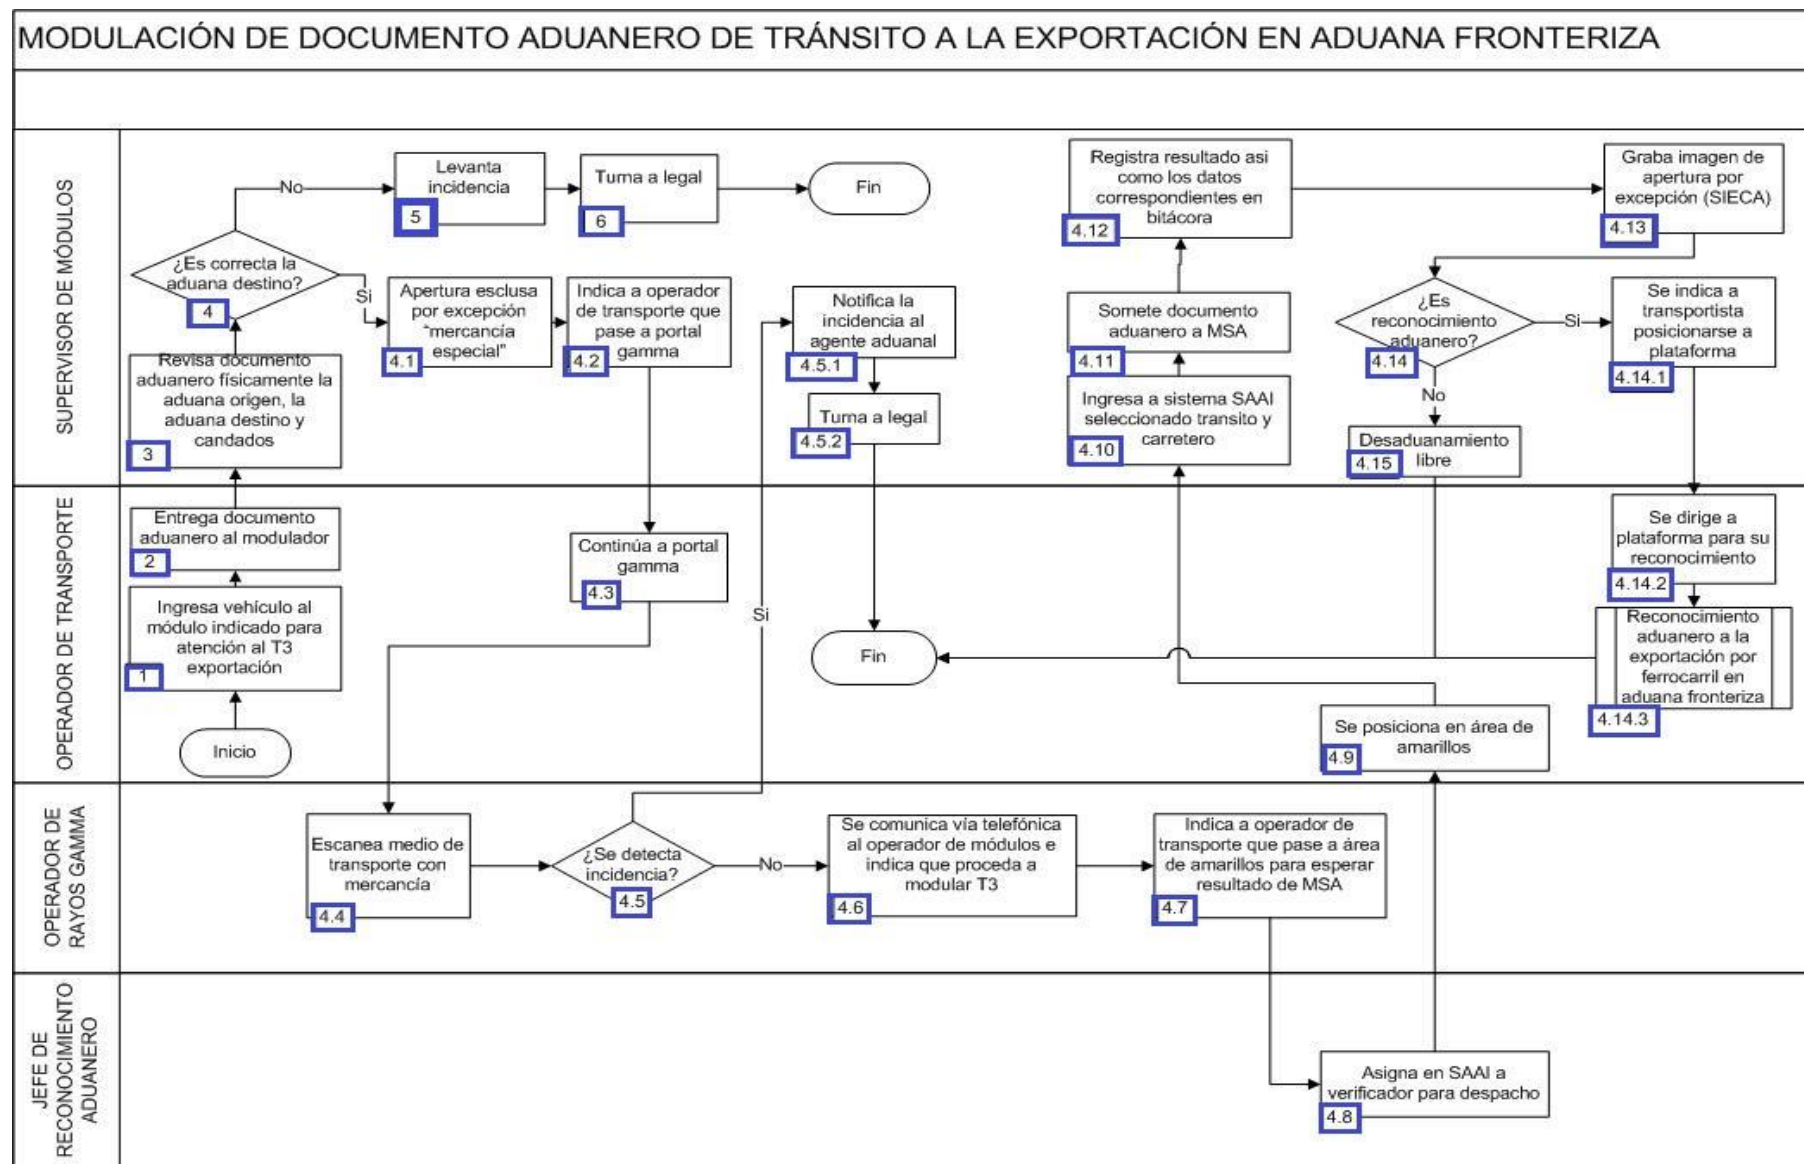 MODULACIÓN DE DOCUMENTO ADUANERO DE TRÁNSITO A LA EXPORTACIÓN EN ADUANA FRONTERIZA
SUPERVISOR DE MÓDULOS
No
Levanta
incidencia
5
Turna a legal
6
Fin
¿Es correcta la
aduana destino?
4
Si
Apertura esclusa
por excepción
“mercancía
especial”
4.1
Indica a operador
de transporte que
pase a portal
gamma
4.2
Revisa documento
aduanero físicamente la
aduana origen, la
aduana destino y
candados
3
Notifica la
incidencia al
agente aduanal
4.5.1
Turna a legal
4.5.2
Registra resultado asi
como los datos
correspondientes en
bitácora
4.12
Somete documento
aduanero a MSA
4.11
Ingresa a sistema SAAI
seleccionado transito y
carretero
4.10
Graba imagen de
apertura por
excepción (SIECA)
4.13
¿Es
reconocimiento
aduanero?
4.14
Si
No
Se indica a
transportista
posicionarse a
plataforma
4.14.1
Desaduanamiento
libre
4.15
OPERADOR DE TRANSPORTE
Entrega documento
aduanero al modulador
2
Ingresa vehículo al
módulo indicado para
atención al T3
exportación
1
Inicio
Continúa a portal
gamma
4.3
Si
Fin
Se dirige a
plataforma para su
reconocimiento
4.14.2
Reconocimiento
aduanero a la
exportación por
ferrocarril en
aduana fronteriza
4.14.3
Se posiciona en área de
amarillos
4.9
OPERADOR DE
RAYOS GAMMA
Escanea medio de
transporte con
mercancía
4.4
¿Se detecta
incidencia?
4.5
No
Se comunica vía telefónica
al operador de módulos e
indica que proceda a
modular T3
4.6
Indica a operador de
transporte que pase a área
de amarillos para esperar
resultado de MSA
4.7
JEFE DE
RECONOCIMIENTO
ADUANERO
Asigna en SAAI a
verificador para despacho
4.8